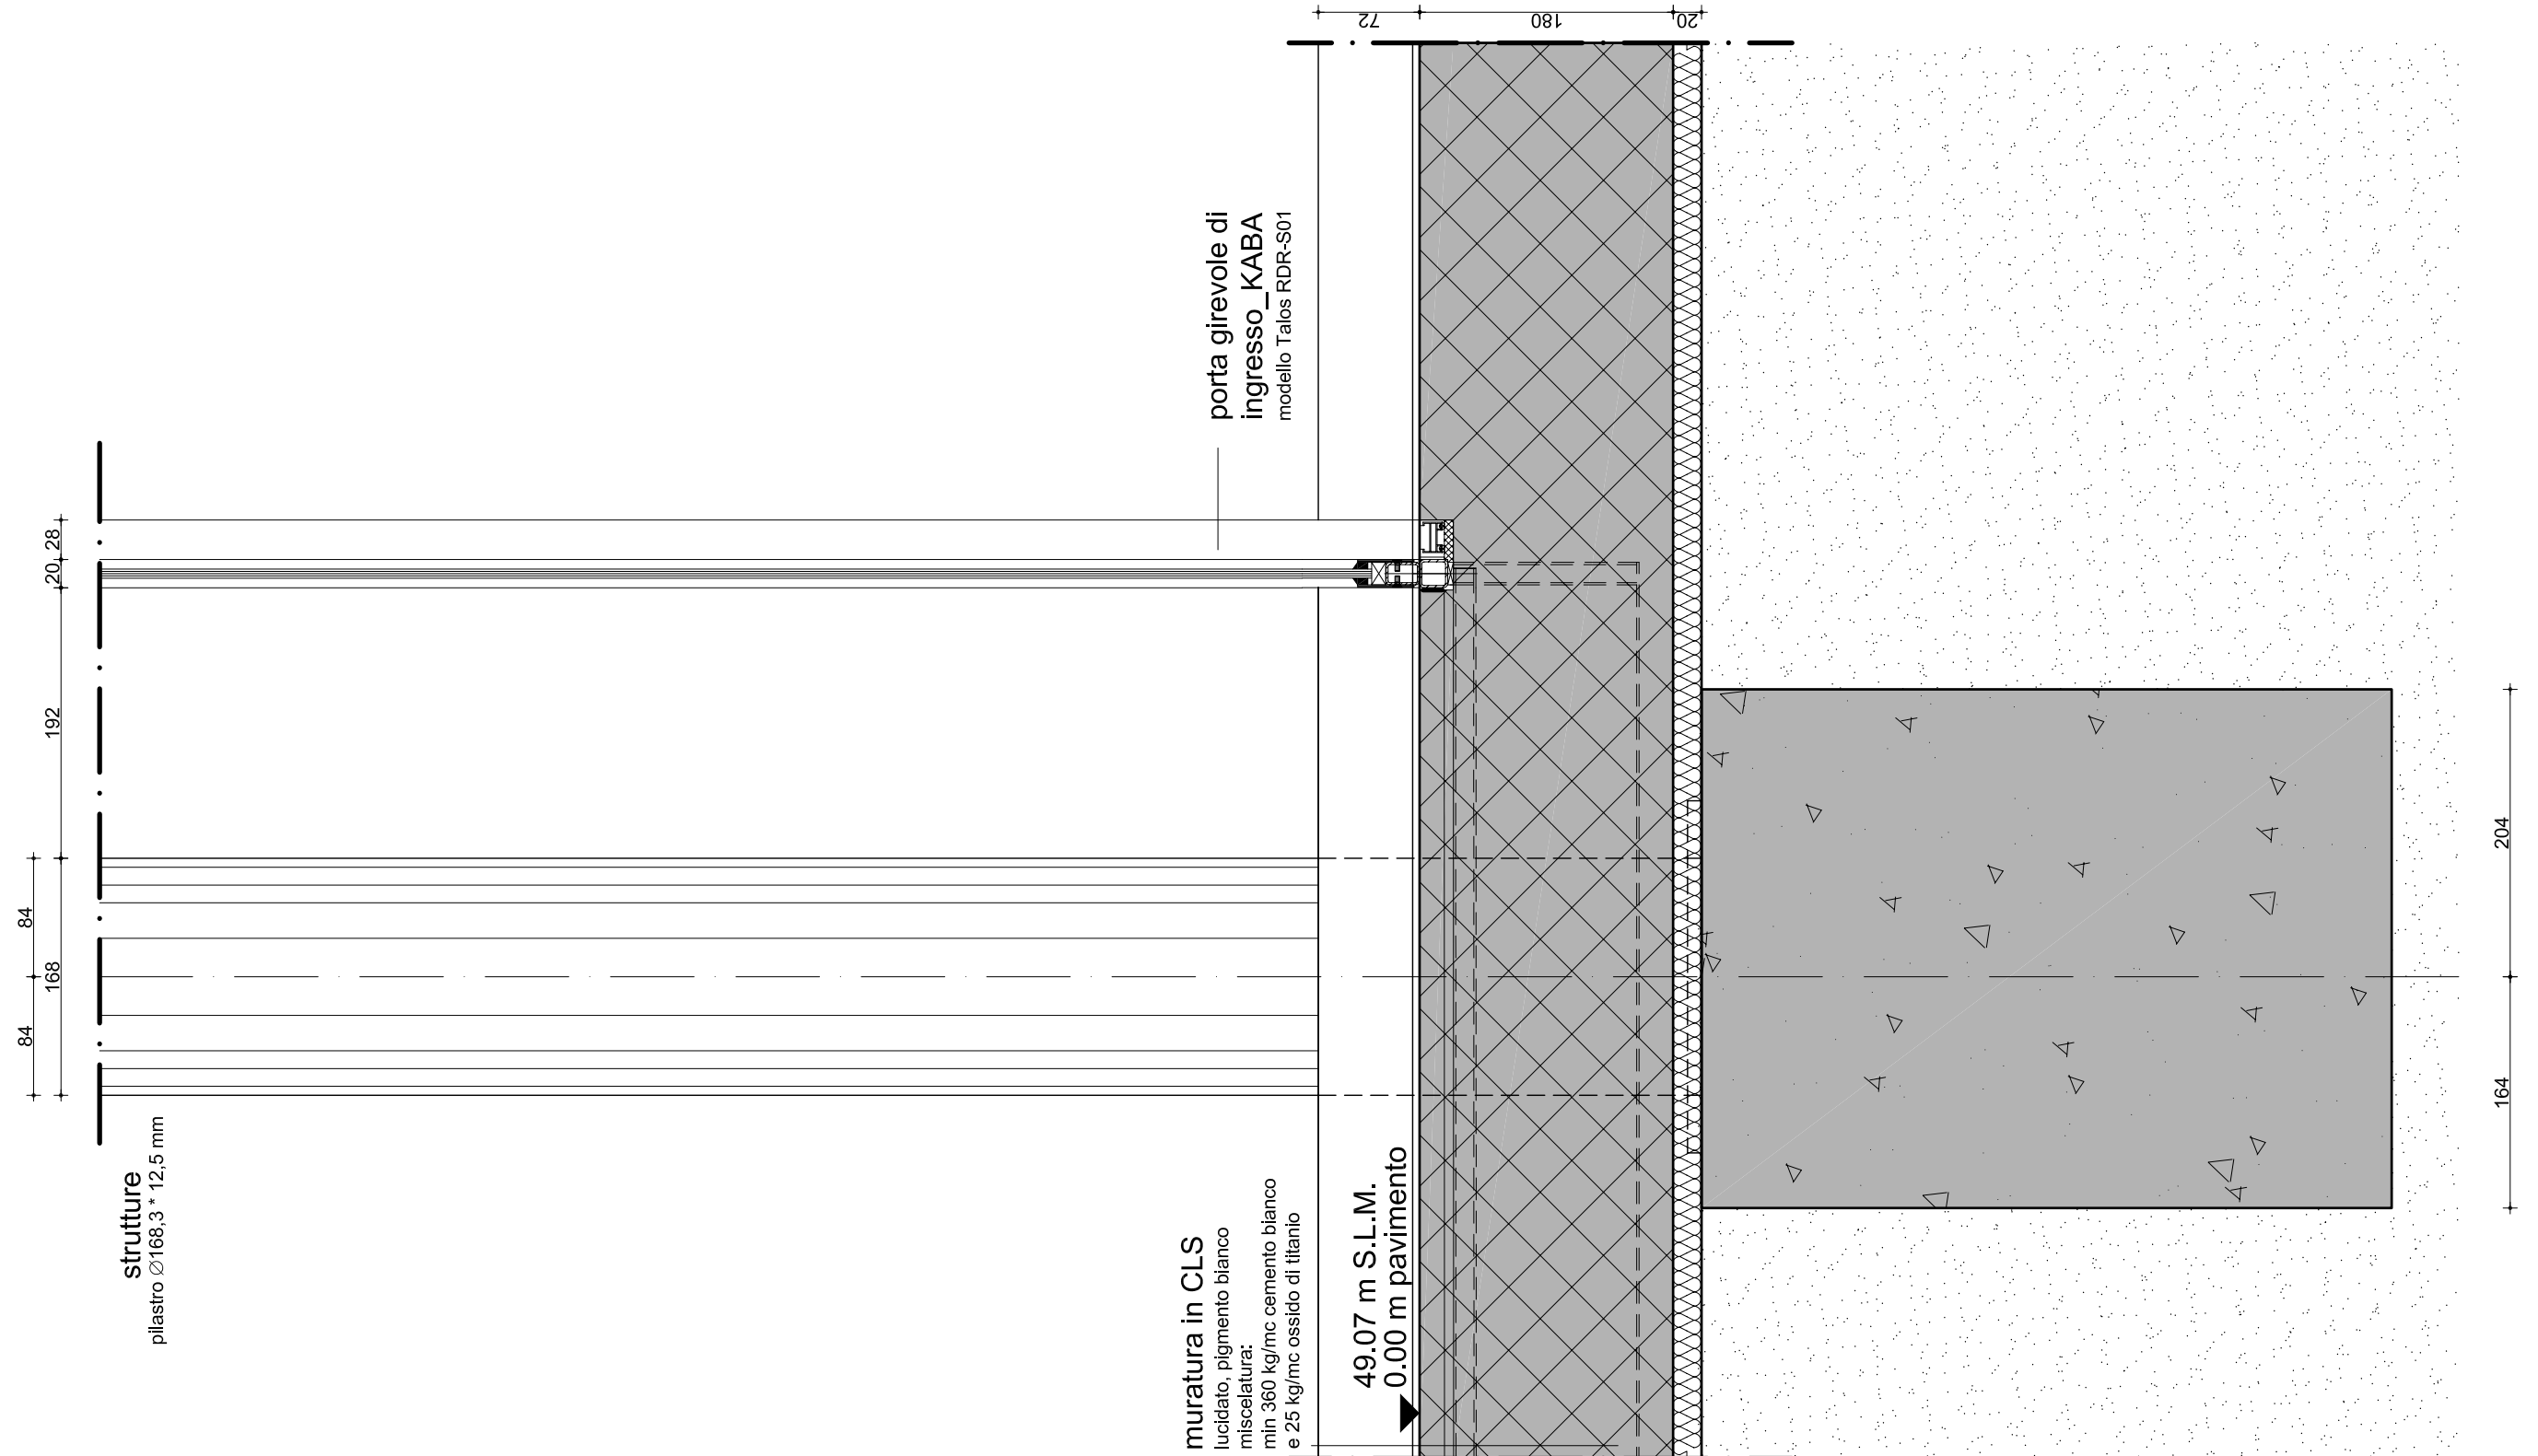 strutture
pilastro ∅168,3 * 12,5 mm
muratura in CLS
lucidato, pigmento bianco
miscelatura:
min 360 kg/mc cemento bianco
e 25 kg/mc ossido di titanio
49.07 m S.L.M.
0.00 m pavimento
porta girevole di
ingresso_KABA
modello Talos RDR-S01
84
84
168
192
20
28
72
180
20
164
204